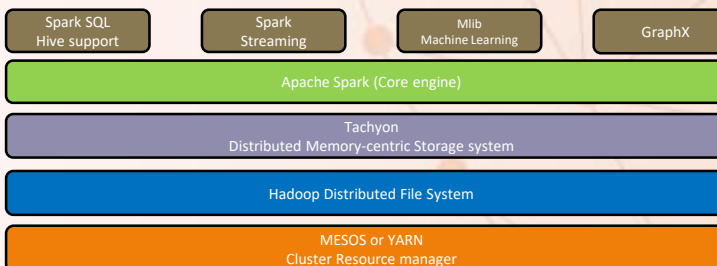 Spark SQL
Hive support
Spark
Streaming
Mlib
Machine Learning
GraphX
Apache Spark (Core engine)
Tachyon
Distributed Memory-centric Storage system
Hadoop Distributed File System
MESOS or YARN
Cluster Resource manager